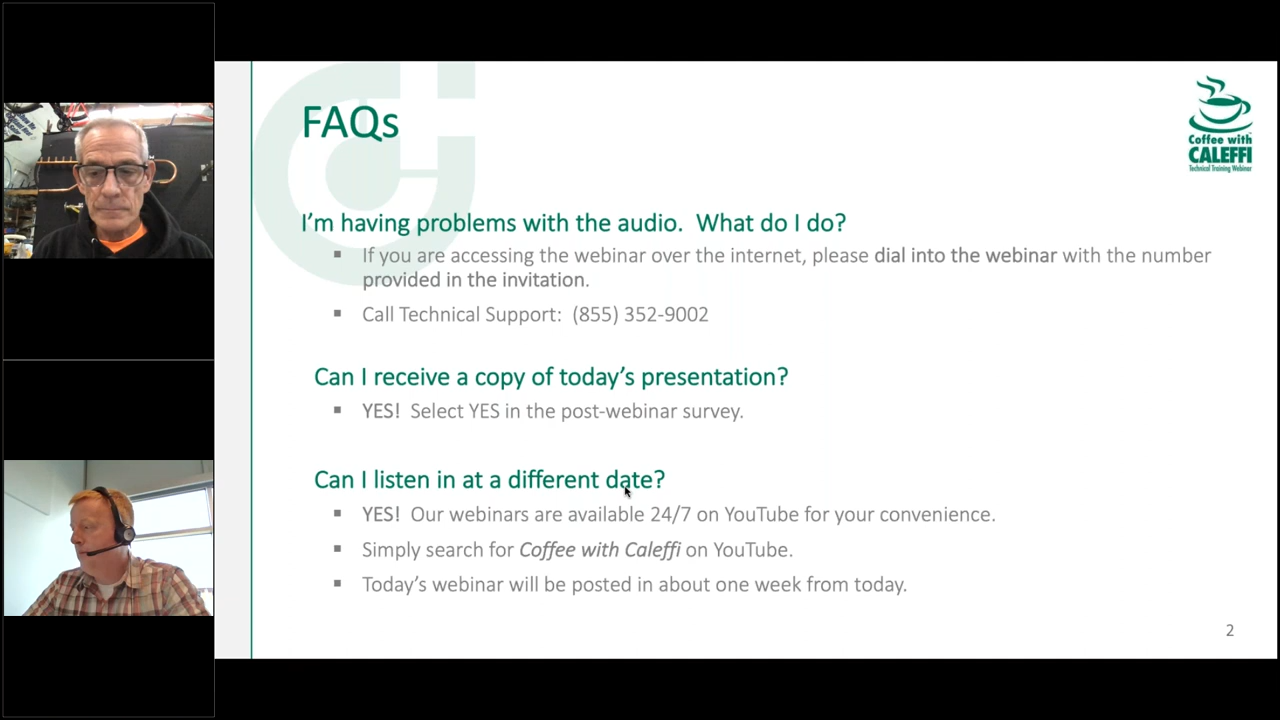 FAQs
Coffee with
CALEFFI
Technical Training Webinar
I'm having problems with the audio.  What do I do?
▪ If you are accessing the webinar over the internet, please dial into the webinar with the number
provided in the invitation.
▪ Call Technical Support:  (855) 352-9002
Can I receive a copy of today's presentation?
▪ YES!  Select YES in the post-webinar survey.
Can I listen in at a different date?
▪ YES!  Our webinars are available 24/7 on YouTube for your convenience.
▪ Simply search for Coffee with Caleffi on YouTube.
▪ Today's webinar will be posted in about one week from today.
2